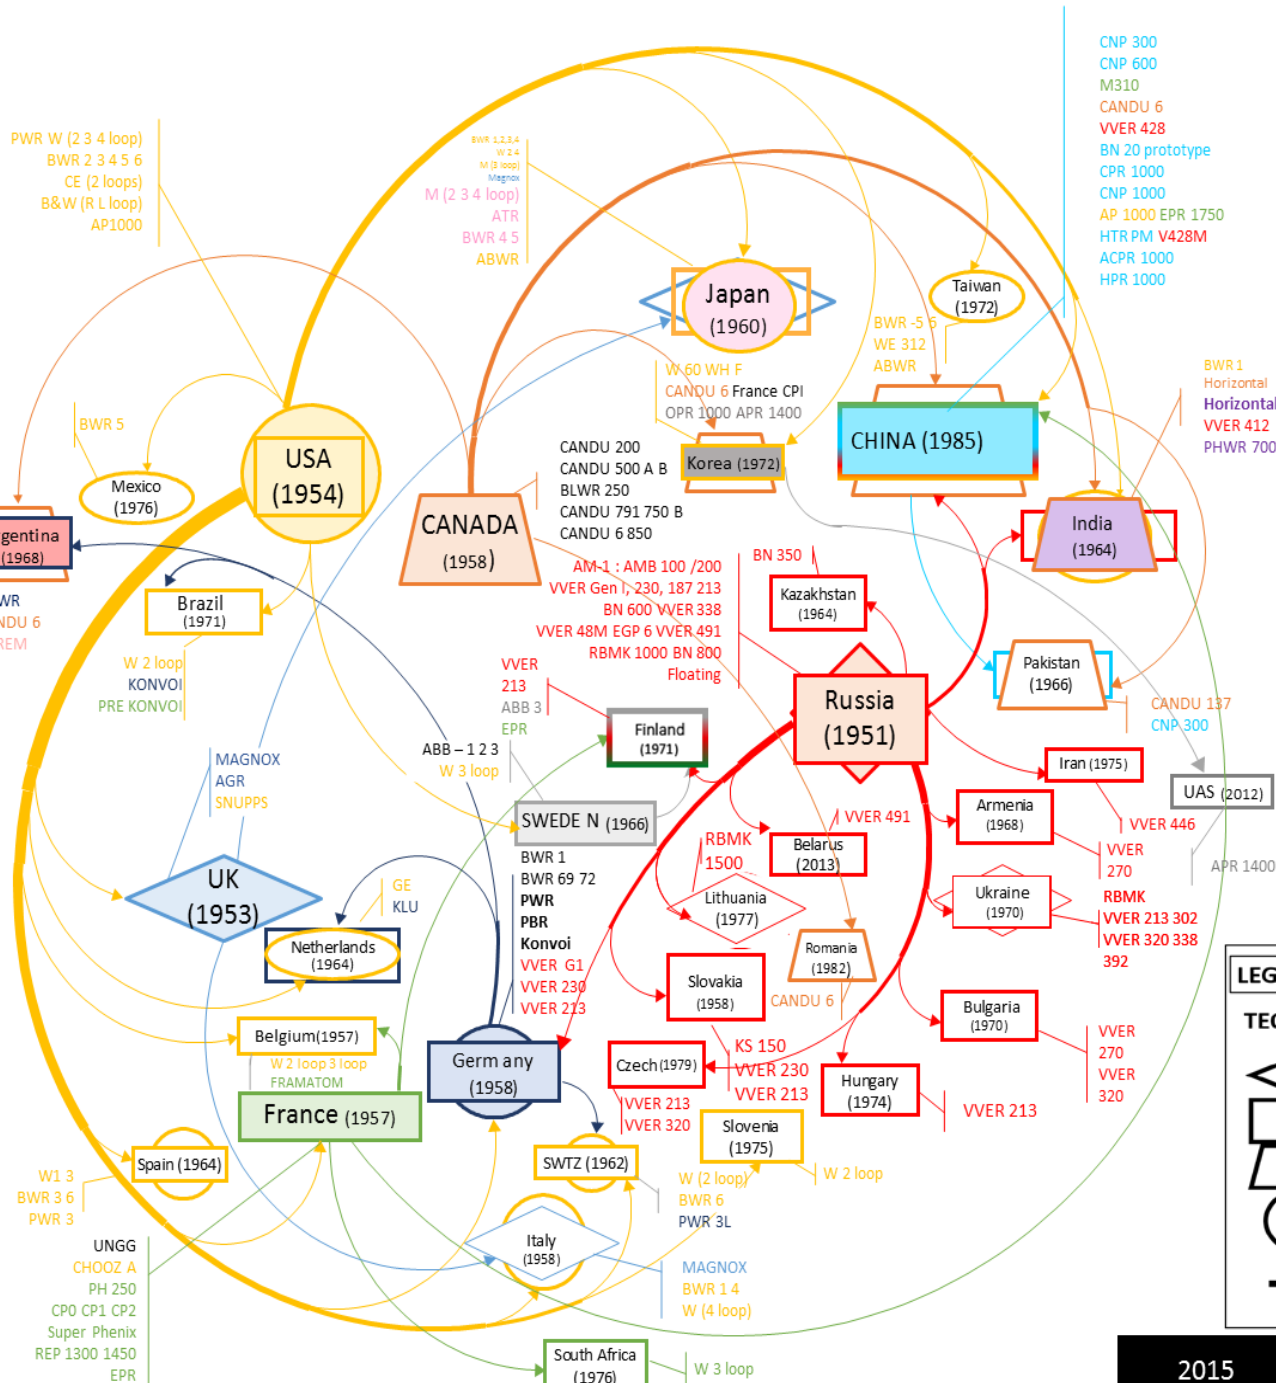 CNP 300
CNP 600
M310
CANDU 6
VVER 428
BN 20 prototype
CPR 1000
CNP 1000
AP 1000 EPR 1750
HTR PM V428M
ACPR 1000
HPR 1000
PWR W (2 3 4 loop)
BWR 2 3 4 5 6
CE (2 loops)
B&W (R L loop)
AP1000
BWR 1,2,3,4
W 2 4
M (3 loop)
Magnox
M (2 3 4 loop)
ATR
BWR 4 5
ABWR
Japan
(1960)
Taiwan
(1972)
BWR -5 6
WE 312
ABWR
W 60 WH F
CANDU 6 France CPI
OPR 1000 APR 1400
Korea (1972)
CHINA (1985)
BWR 1
Horizontal
Horizontal
VVER 412
PHWR 700
India
(1964)
BWR 5
Mexico
(1976)
USA
(1954)
CANADA
(1958)
CANDU 200
CANDU 500 A B
BLWR 250
CANDU 791 750 B
CANDU 6 850
gentina
(1968)
WR
NDU 6
REM
Brazil
(1971)
W 2 loop
KONVOI
PRE KONVOI
AM-1 : AMB 100 /200
VVER Gen I, 230, 187 213
BN 600 VVER 338
VVER 48M EGP 6 VVER 491
RBMK 1000 BN 800
Floating
BN 350
Kazakhstan
(1964)
Russia
(1951)
Pakistan
(1966)
CANDU 137
CNP 300
VVER
213
ABB 3
EPR
Finland
(1971)
ABB – 1 2 3
W 3 loop
SWEDE N (1966)
MAGNOX
AGR
SNUPPS
UK
(1953)
Iran (1975)
VVER 446
UAS (2012)
APR 1400
Armenia
(1968)
VVER
270
Belarus
(2013)
VVER 491
RBMK
1500
Lithuania
(1977)
Ukraine
(1970)
RBMK
VVER 213 302
VVER 320 338
392
Romania
(1982)
CANDU 6
BWR 1
BWR 69 72
PWR
PBR
Konvoi
VVER G1
VVER 230
VVER 213
GE
KLU
Netherlands
(1964)
Slovakia
(1958)
KS 150
VVER 230
VVER 213
Bulgaria
(1970)
VVER
270
VVER
320
Belgium(1957)
W 2 loop 3 loop
FRAMATOM
France (1957)
Germ any
(1958)
Czech (1979)
VVER 213
VVER 320
Hungary
(1974)
VVER 213
Slovenia
(1975)
W 2 loop
Spain (1964)
W1 3
BWR 3 6
PWR 3
SWTZ (1962)
W (2 loop)
BWR 6
PWR 3L
Italy
(1958)
MAGNOX
BWR 1 4
W (4 loop)
UNGG
CHOOZ A
PH 250
CP0 CP1 CP2
Super Phenix
REP 1300 1450
EPR
South Africa
(1976)
W 3 loop
LEG
TEC
2015